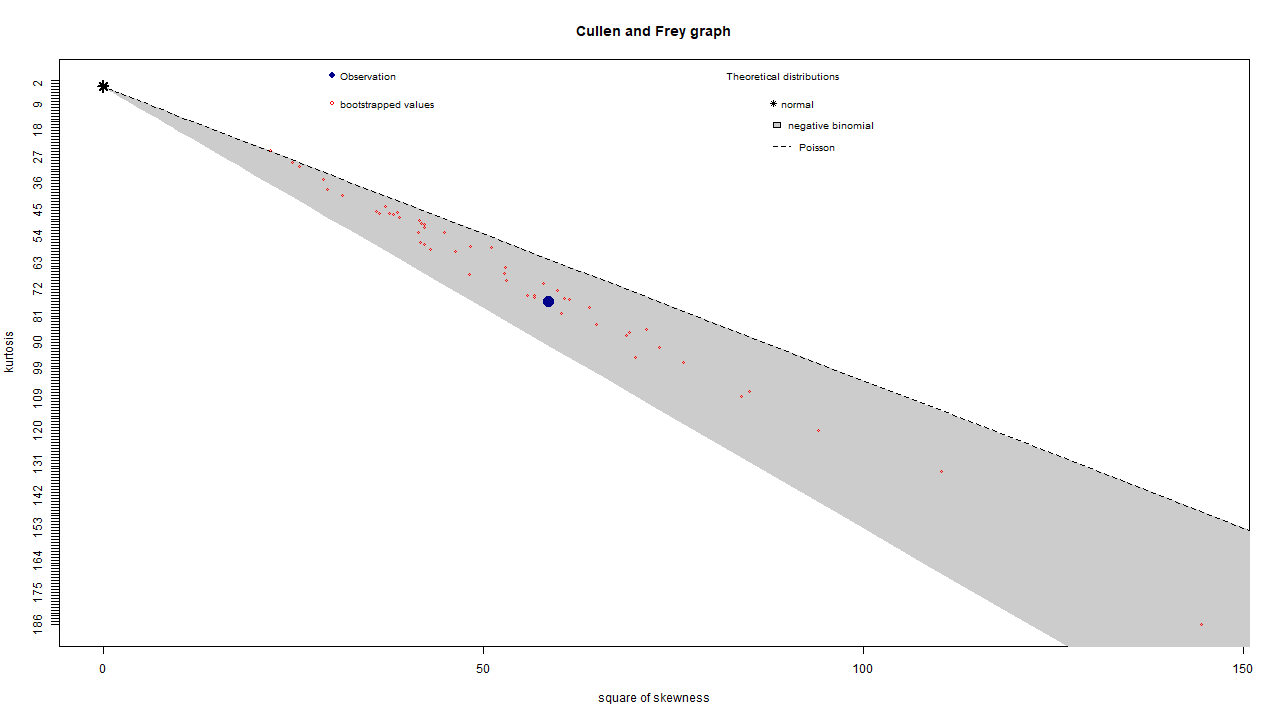 Cullen and Frey graph
Observation
bootstrapped values
Theoretical distributions
normal
negative binomial
Poisson
kurtosis
2
9
18
27
36
45
54
63
72
81
90
99
109
120
131
142
153
164
175
186
0
50
100
150
square of skewness